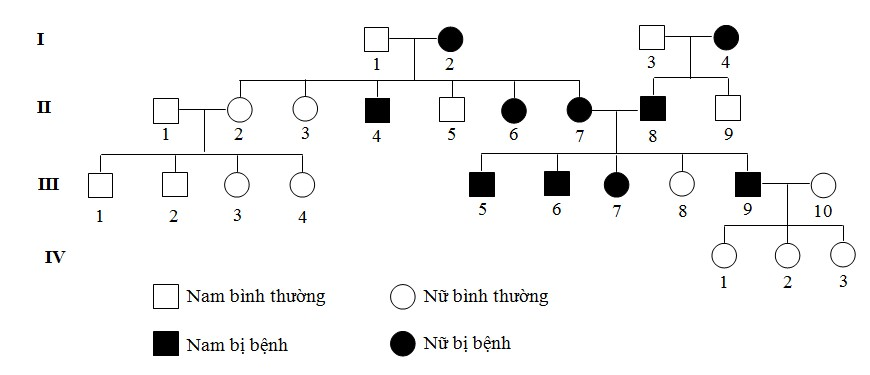 I
1 2 3 4
II
1 2 3 4 5 6 7 8 9
III
1 2 3 4 5 6 7 8 9 10
IV
1 2 3
Nam bình thường Nữ bình thường
Nam bị bệnh Nữ bị bệnh